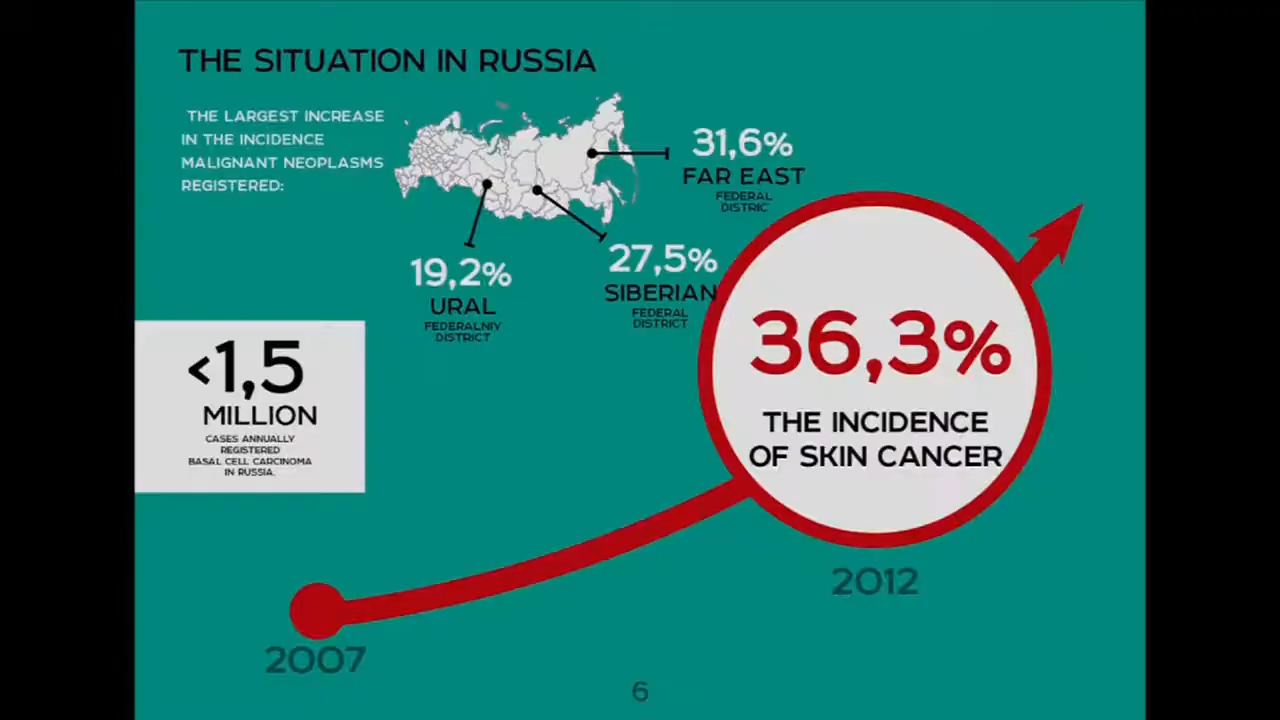 THE SITUATION IN RUSSIA
THE LARGEST INCREASE
IN THE INCIDENCE
MALIGNANT NEOPLASMS
REGISTERED:
31,6%
FAR EAST
FEDERAL
DISTRIC
27,5%
SIBERIAN
FEDERAL
DISTRICT
19,2%
URAL
FEDERALNIY
DISTRICT
<1,5
MILLION
CASES ANNUALLY
REGISTERED
BASAL CELL CARCINOMA
IN RUSSIA.
36,3%
THE INCIDENCE
OF SKIN CANCER
2012
2007
6